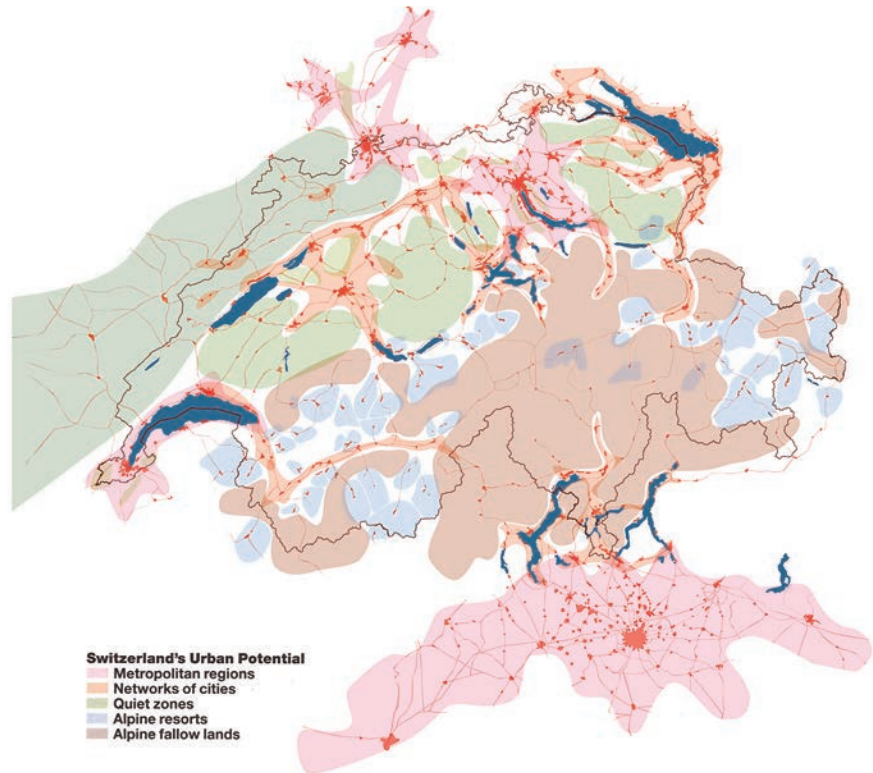 Switzerland's Urban Potential
Metropolitan regions
Networks of cities
Quiet zones
Alpine resorts
Alpine fallow lands